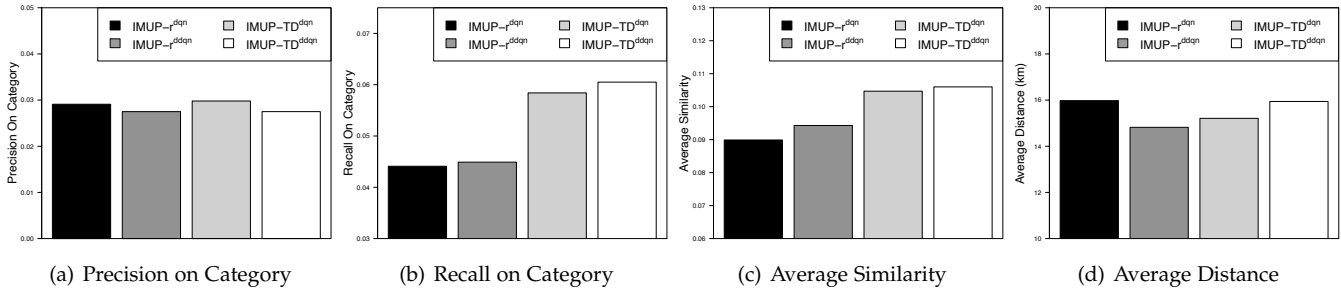 Precision On Category
0.00
0.01
0.02
0.03
0.04
0.05
IMUP−r^dqn
IMUP−r^ddqn
IMUP−TD^dqn
IMUP−TD^ddqn
(a) Precision on Category
Recall On Category
0.03
0.04
0.05
0.06
0.07
IMUP−r^dqn
IMUP−r^ddqn
IMUP−TD^dqn
IMUP−TD^ddqn
(b) Recall on Category
Average Similarity
0.06
0.07
0.08
0.09
0.10
0.11
0.12
0.13
IMUP−r^dqn
IMUP−r^ddqn
IMUP−TD^dqn
IMUP−TD^ddqn
(c) Average Similarity
Average Distance (km)
10
12
14
16
18
20
IMUP−r^dqn
IMUP−r^ddqn
IMUP−TD^dqn
IMUP−TD^ddqn
(d) Average Distance